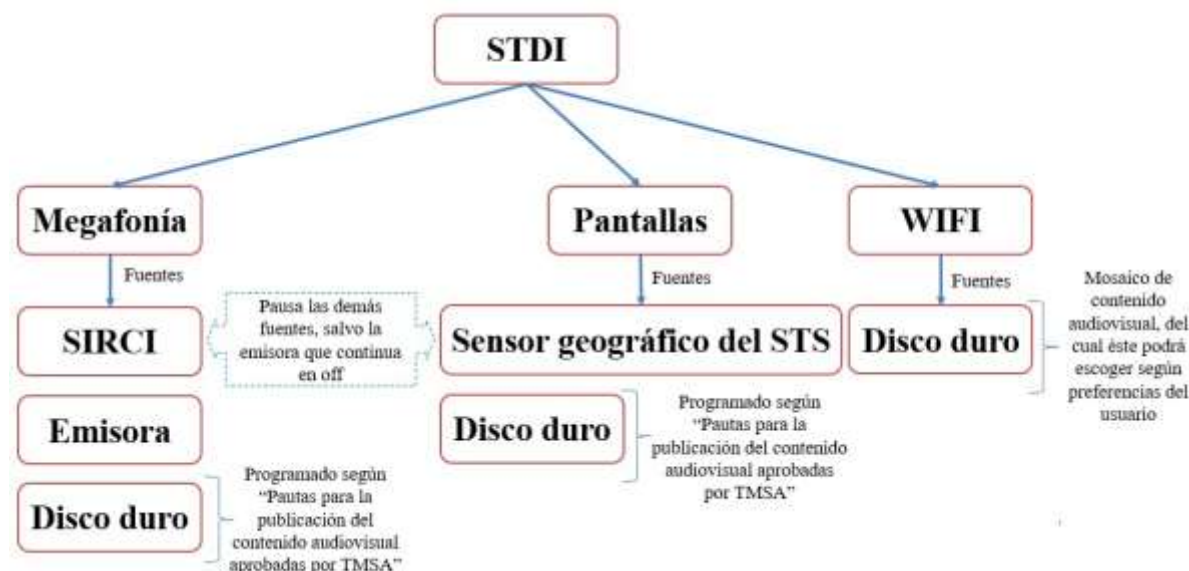 STDI
Megafonía
Pantallas
WIFI
Fuentes
Fuentes
Fuentes
SIRCI
Pausa las demás
fuentes, salvo la
emisora que continua
en off
Sensor geográfico del STS
Disco duro
Mosaico de
contenido
audiovisual, del
cual éste podrá
escoger según
preferencias del
usuario
Emisora
Disco duro
Programado según
“Pautas para la
publicación del contenido
audiovisual aprobadas
por TMSA”
Disco duro
Programado según
“Pautas para la
publicación del
contenido audiovisual
aprobadas por TMSA”